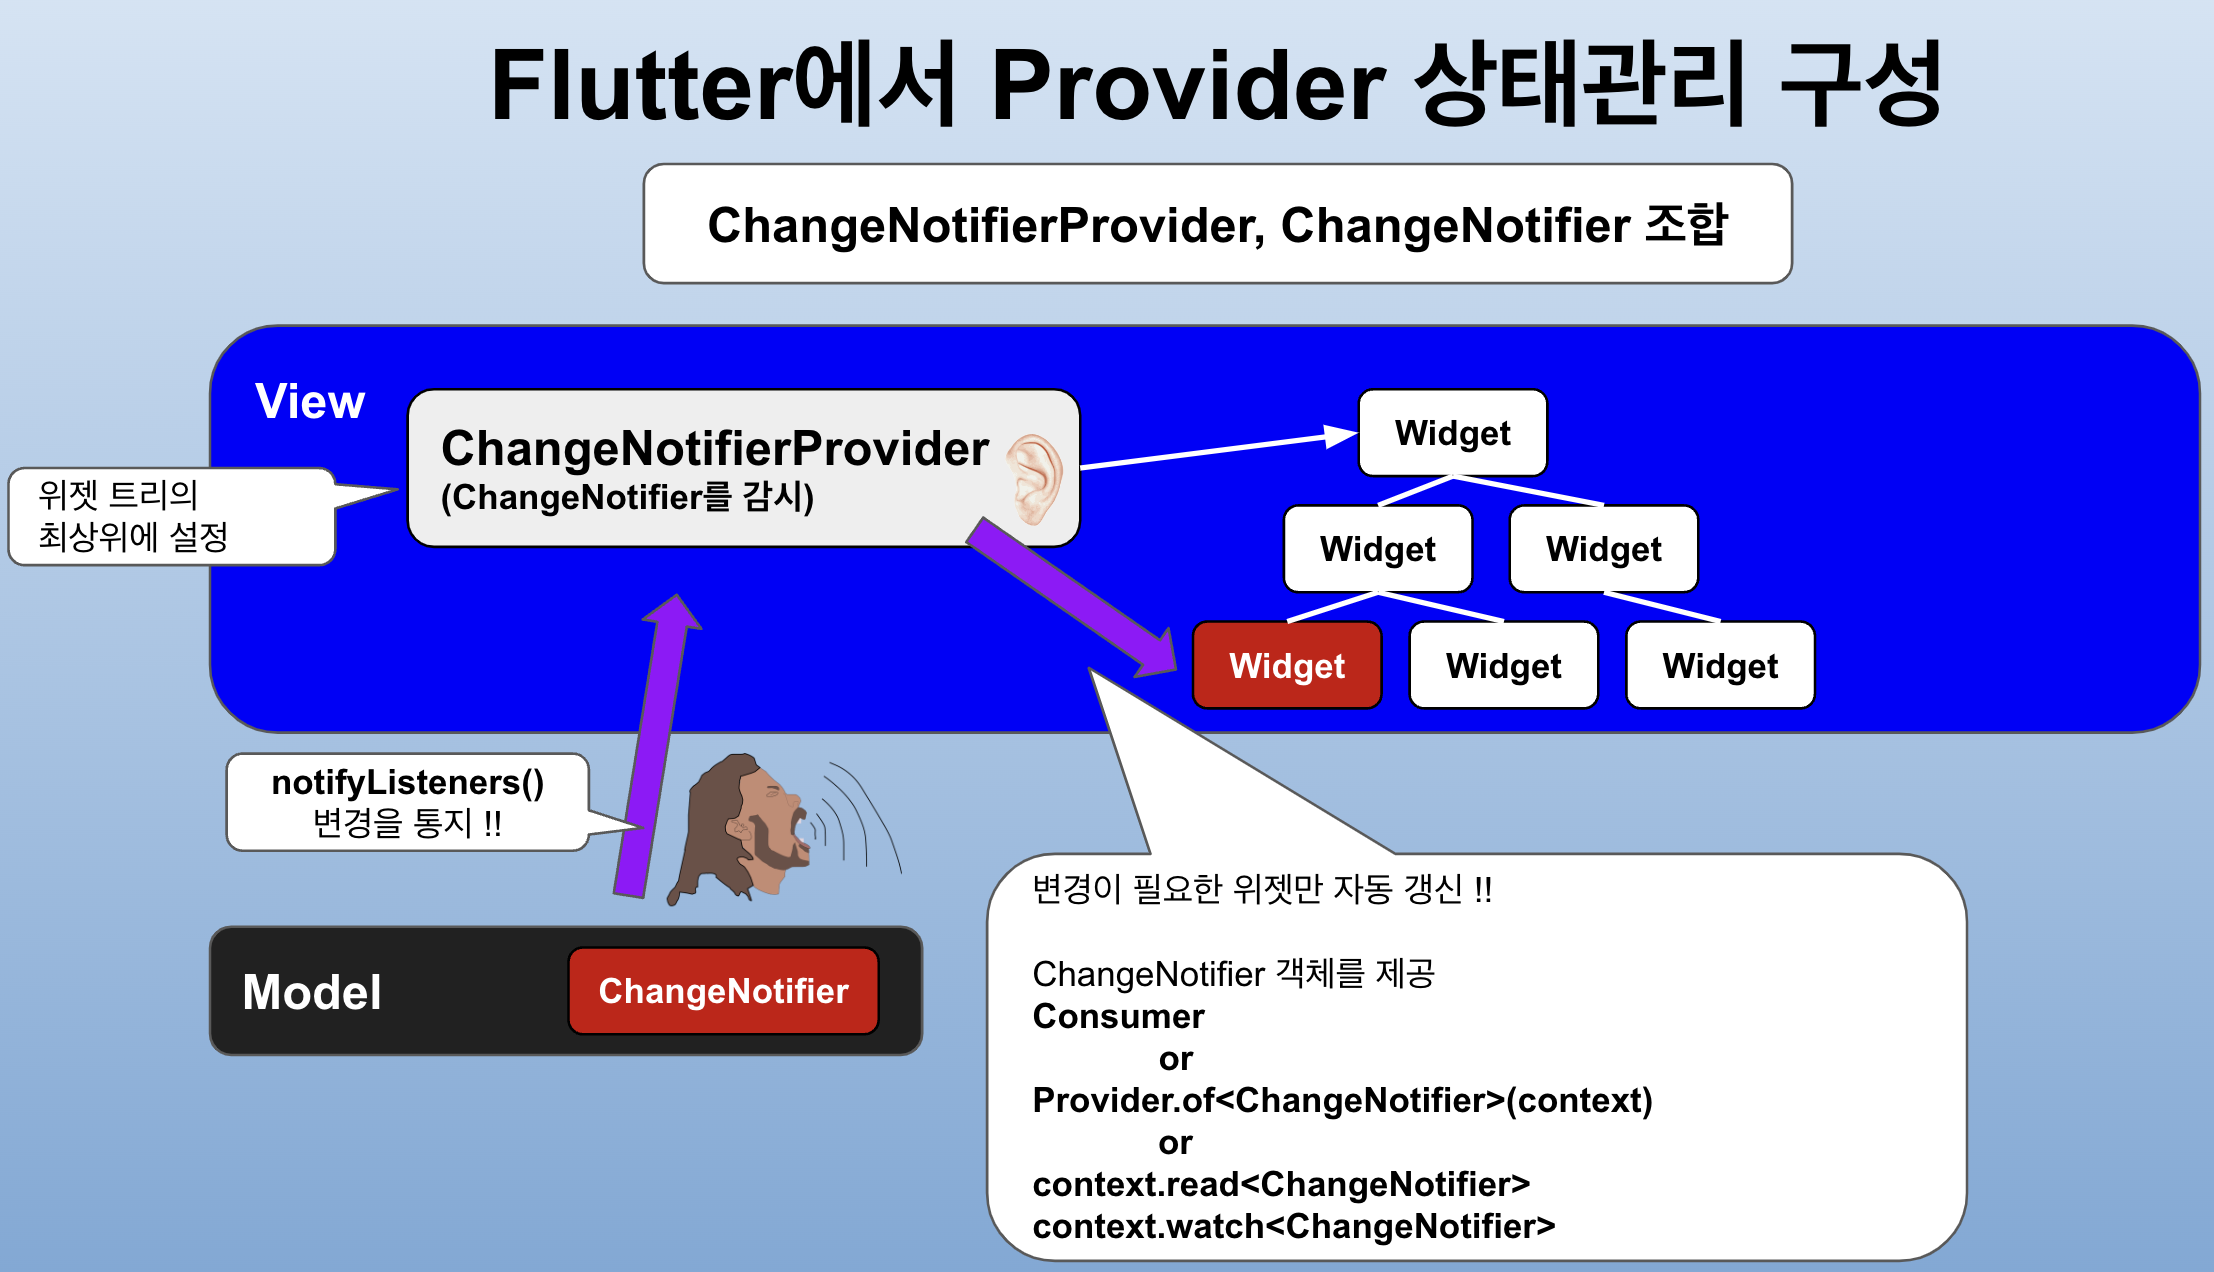 Flutter에서 Provider 상태관리 구성
ChangeNotifierProvider, ChangeNotifier 조합
View
ChangeNotifierProvider
(ChangeNotifier를 감시)
위젯 트리의
최상위에 설정
Widget
Widget
Widget
Widget
Widget
Widget
notifyListeners()
변경을 통지 !!
Model
ChangeNotifier
변경이 필요한 위젯만 자동 갱신 !!
ChangeNotifier 객체를 제공
Consumer
or
Provider.of<ChangeNotifier>(context)
or
context.read<ChangeNotifier>
context.watch<ChangeNotifier>